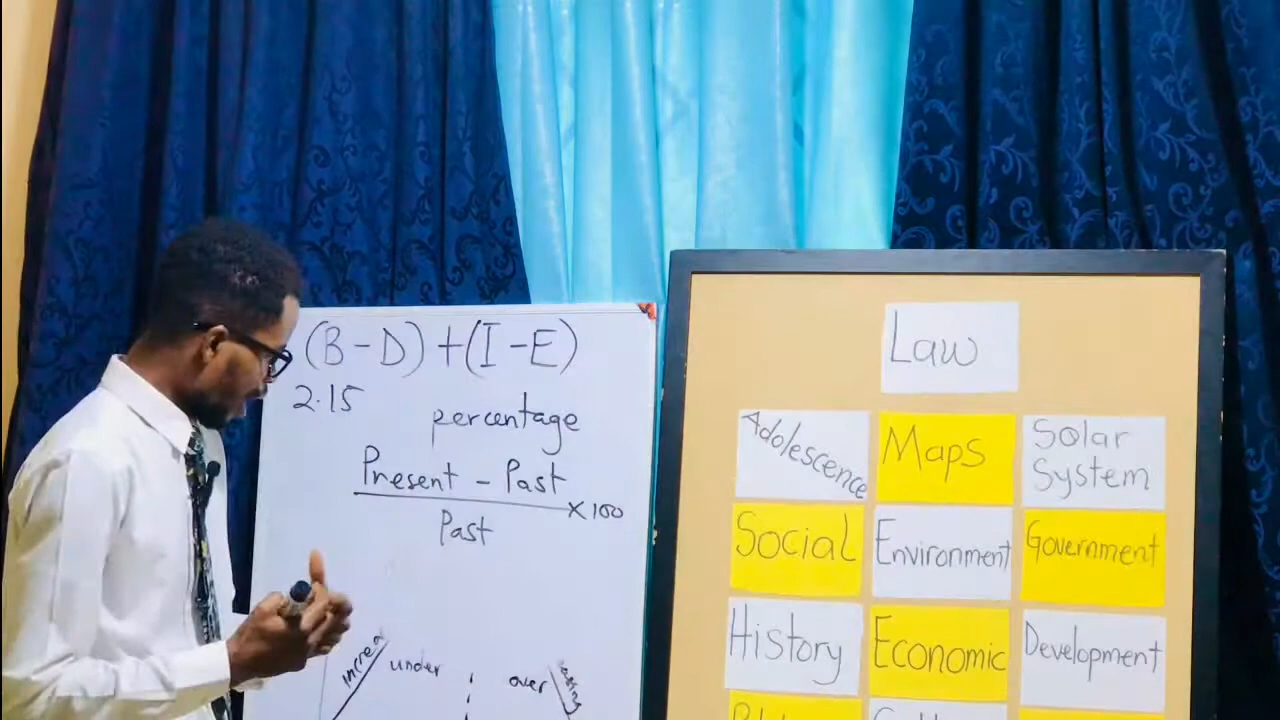 (B-D)+(I-E)
2.15
percentage
Present - Past
Past
×100
under
over
Law
Adolescence
Maps
Solar
System
Social
Environment
Government
History
Economic
Development